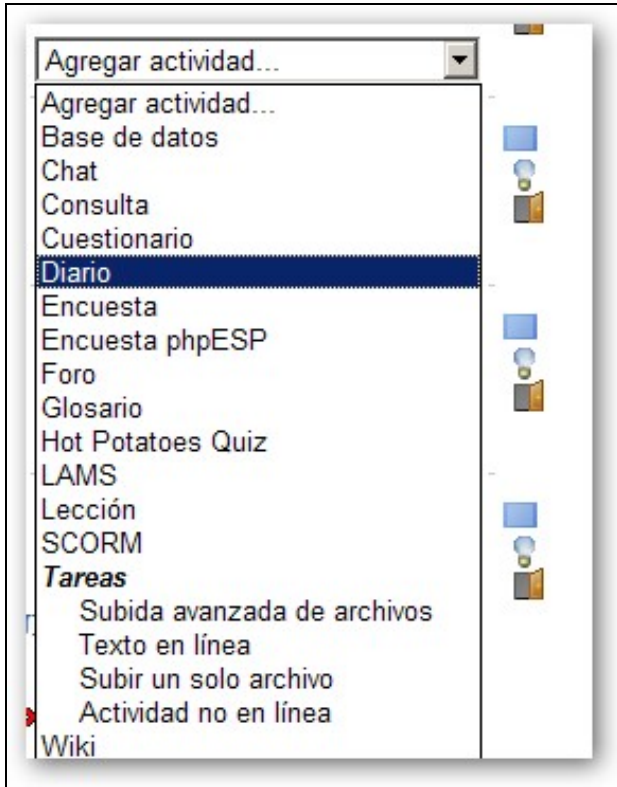 Agregar actividad...
Agregar actividad...
Base de datos
Chat
Consulta
Cuestionario
Diario
Encuesta
Encuesta phpESP
Foro
Glosario
Hot Potatoes Quiz
LAMS
Lección
SCORM
Tareas
Subida avanzada de archivos
Texto en línea
Subir un solo archivo
Actividad no en línea
Wiki